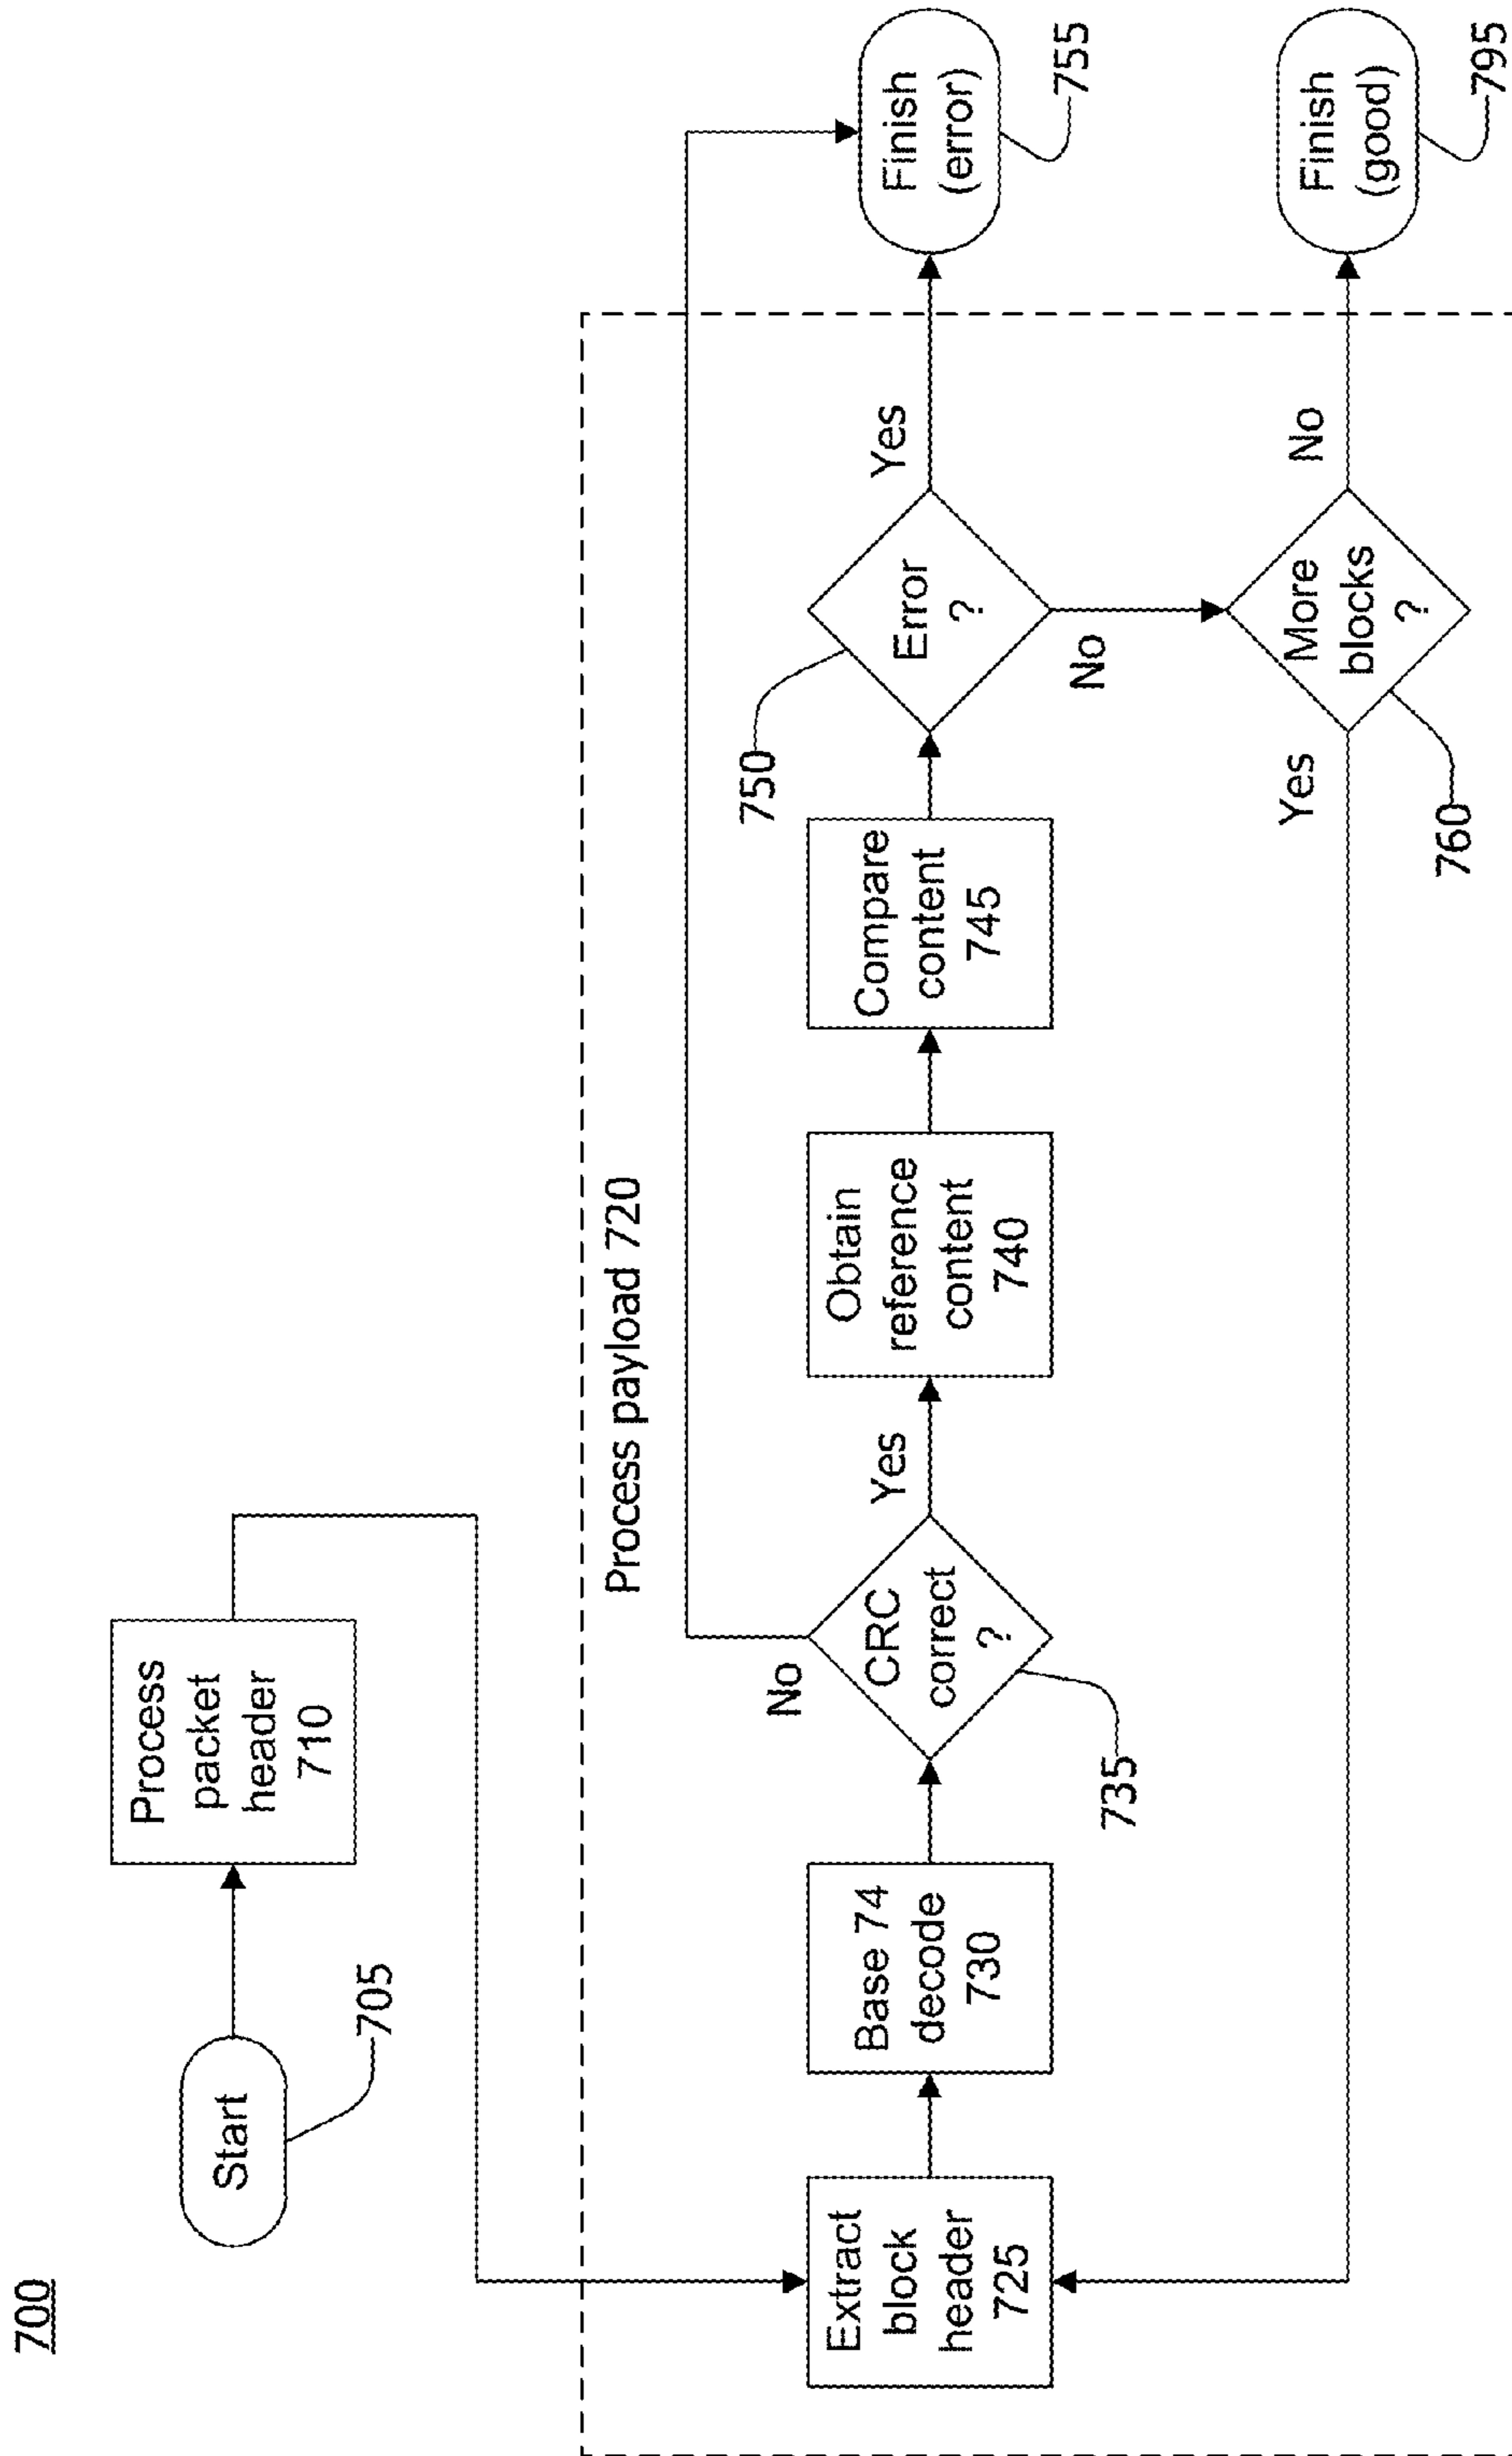 700
Start
705
Process
packet
header
710
Process payload 720
Extract
block
header
725
Base 74
decode
730
CRC
correct
?
735
No
Yes
Obtain
reference
content
740
Compare
content
745
Error
?
750
Yes
No
Finish
(error)
755
More
blocks
?
760
Yes
No
Finish
(good)
795